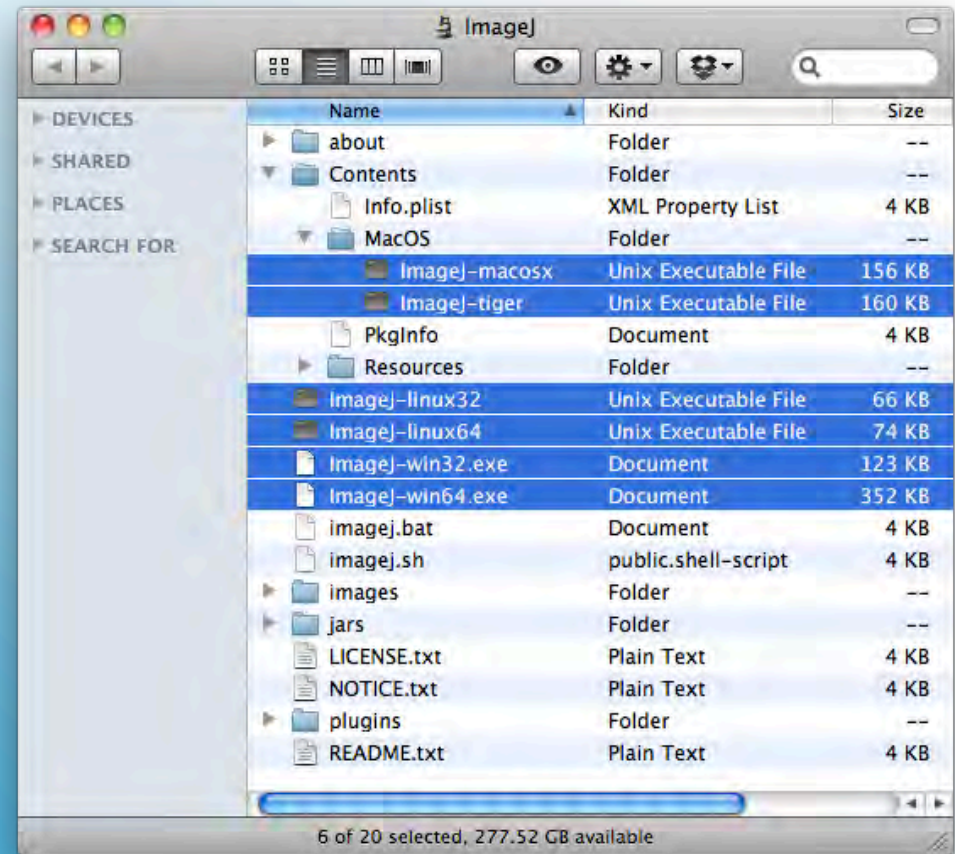 ImageJ
Name Kind Size
DEVICES
SHARED
PLACES
SEARCH FOR
about Folder --
Contents Folder --
Info.plist XML Property List 4 KB
MacOS Folder --
ImageJ-macosx Unix Executable File 156 KB
ImageJ-tiger Unix Executable File 160 KB
PkgInfo Document 4 KB
Resources Folder --
ImageJ-linux32 Unix Executable File 66 KB
ImageJ-linux64 Unix Executable File 74 KB
ImageJ-win32.exe Document 123 KB
ImageJ-win64.exe Document 352 KB
imagej.bat Document 4 KB
imagej.sh public.shell-script 4 KB
images Folder --
jars Folder --
LICENSE.txt Plain Text 4 KB
NOTICE.txt Plain Text 4 KB
plugins Folder --
README.txt Plain Text 4 KB
6 of 20 selected, 277.52 GB available